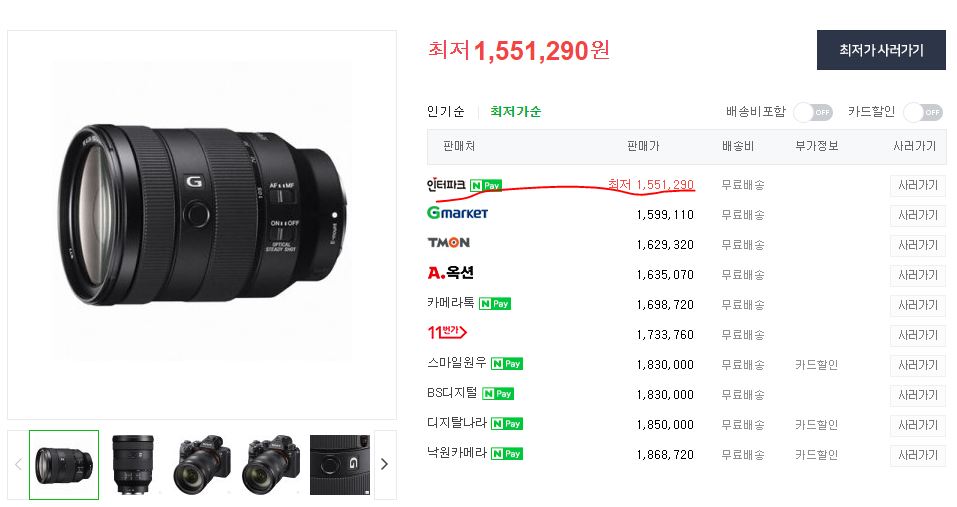 최저 1,551,290원
최저가 사러가기
인기순 최저가순 배송비포함 OFF 카드할인 OFF
판매처 판매가 배송비 부가정보 사러가기
인터파크 N Pay 최저 1,551,290 무료배송 사러가기
Gmarket 1,599,110 무료배송 사러가기
TMON 1,629,320 무료배송 사러가기
A.옥션 1,635,070 무료배송 사러가기
카메라톡 N Pay 1,698,720 무료배송 사러가기
11번가 1,733,760 무료배송 사러가기
스마일원우 N Pay 1,830,000 무료배송 카드할인 사러가기
BS디지털 N Pay 1,830,000 무료배송 사러가기
디지탈나라 N Pay 1,850,000 무료배송 카드할인 사러가기
낙원카메라 N Pay 1,868,720 무료배송 카드할인 사러가기
G
AF MF
ON OFF
OPTICAL
STEADY SHOT
E-mount